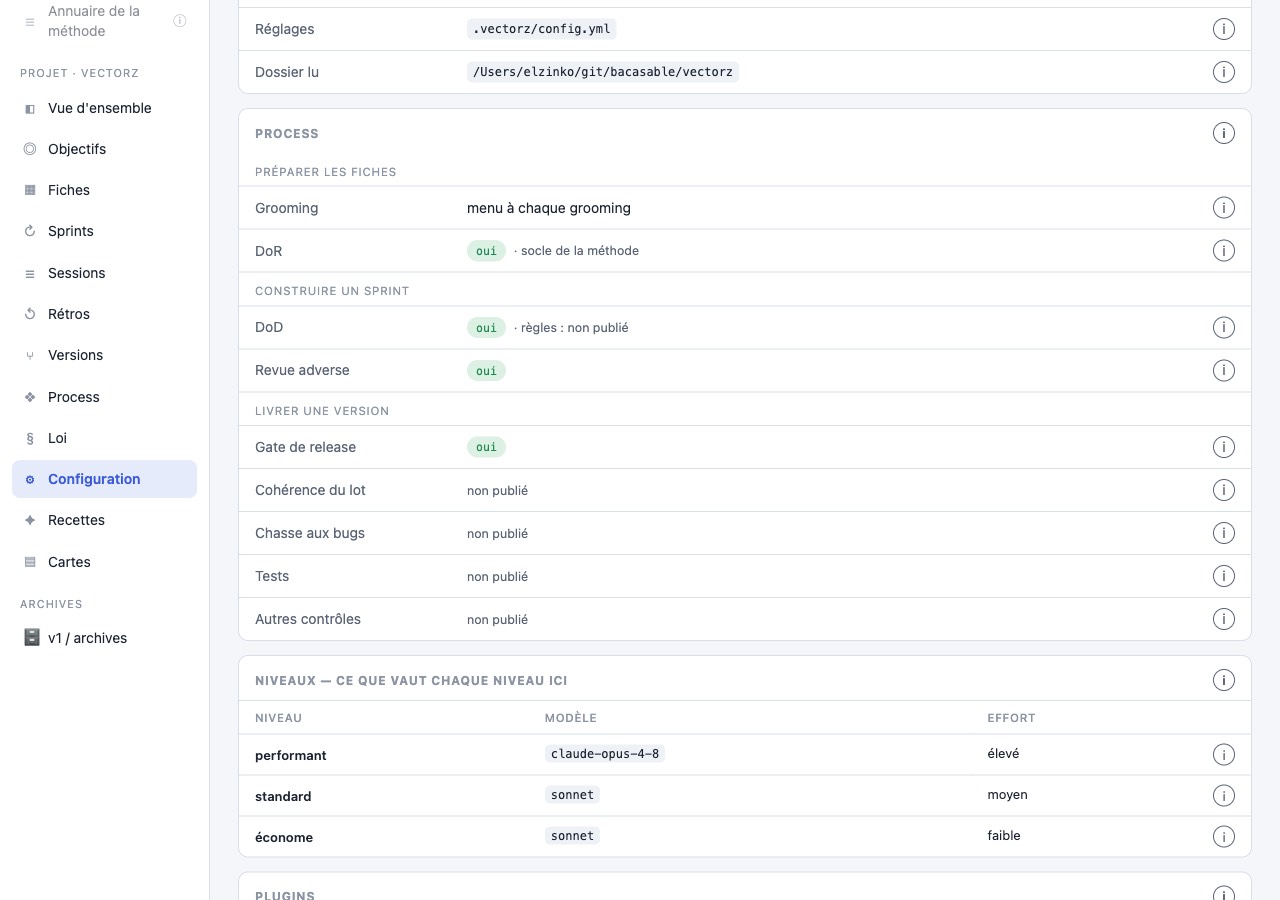 Annuaire de la
méthode
PROJET · VECTORZ
Vue d'ensemble
Objectifs
Fiches
Sprints
Sessions
Rétros
Versions
Process
§ Loi
Configuration
Recettes
Cartes
ARCHIVES
v1 / archives
Réglages .vectorz/config.yml
Dossier lu /Users/elzinko/git/bacasable/vectorz
PROCESS
PRÉPARER LES FICHES
Grooming menu à chaque grooming
DoR oui · socle de la méthode
CONSTRUIRE UN SPRINT
DoD oui · règles : non publié
Revue adverse oui
LIVRER UNE VERSION
Gate de release oui
Cohérence du lot non publié
Chasse aux bugs non publié
Tests non publié
Autres contrôles non publié
NIVEAUX — CE QUE VAUT CHAQUE NIVEAU ICI
NIVEAU MODÈLE EFFORT
performant claude-opus-4-8 élevé
standard sonnet moyen
économe sonnet faible
PLUGINS